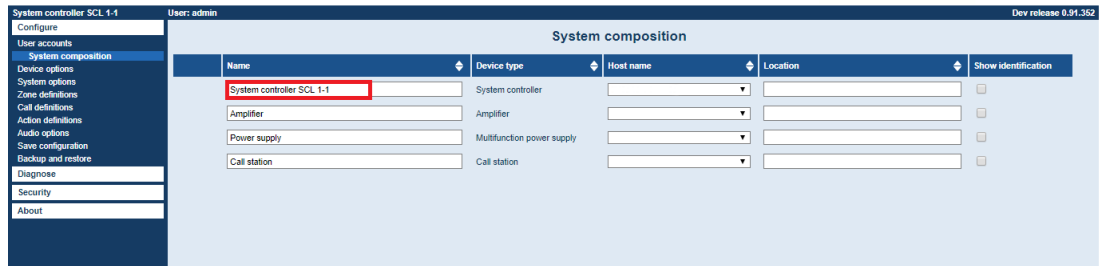 System controller SCL 1-1 User: admin Dev release 0.91.352
Configure
User accounts
System composition
Device options
System options
Zone definitions
Call definitions
Action definitions
Audio options
Save configuration
Backup and restore
Diagnose
Security
About
System composition
Name Device type Host name Location Show identification
System controller SCL 1-1 System controller
Amplifier Amplifier
Power supply Multifunction power supply
Call station Call station